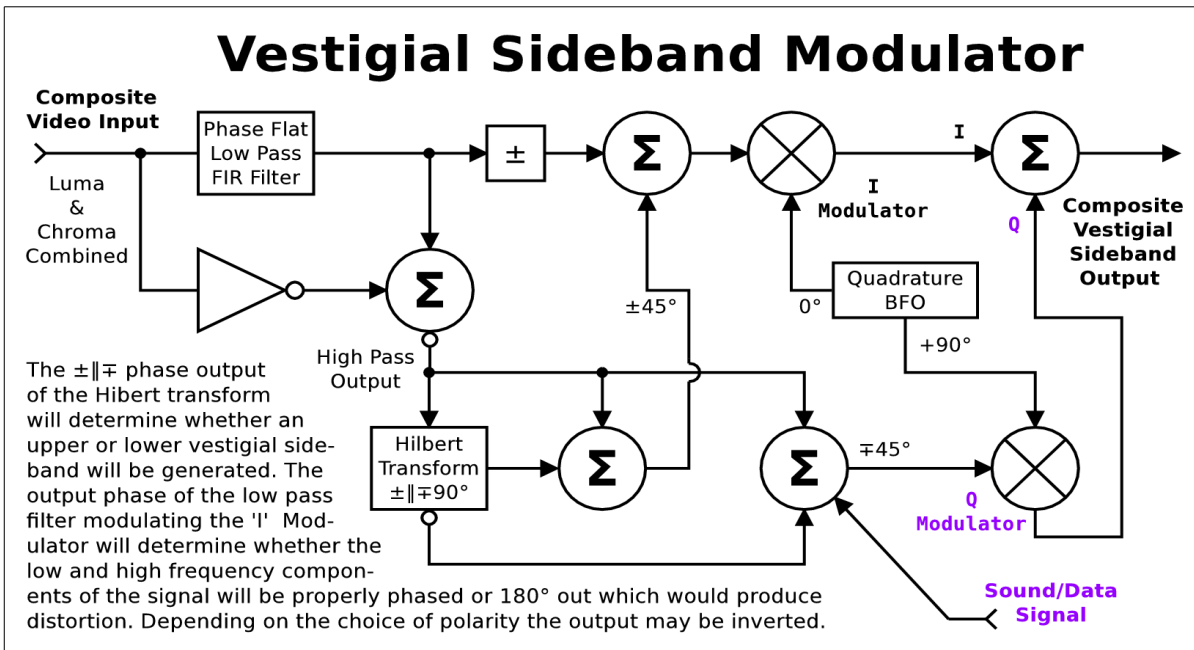 Vestigial Sideband Modulator
Composite
Video Input
Luma
&
Chroma
Combined
Phase Flat
Low Pass
FIR Filter
±
Σ
I
Modulator
I
Σ
Q
Composite
Vestigial
Sideband
Output
Σ
High Pass
Output
±45°
0°
Quadrature
BFO
+90°
Hilbert
Transform
±‖∓90°
Σ
Σ
∓45°
Q
Modulator
Sound/Data
Signal
The ±‖∓ phase output
of the Hibert transform
will determine whether an
upper or lower vestigial side-
band will be generated. The
output phase of the low pass
filter modulating the 'I' Mod-
ulator will determine whether the
low and high frequency compon-
ents of the signal will be properly phased or 180° out which would produce
distortion. Depending on the choice of polarity the output may be inverted.